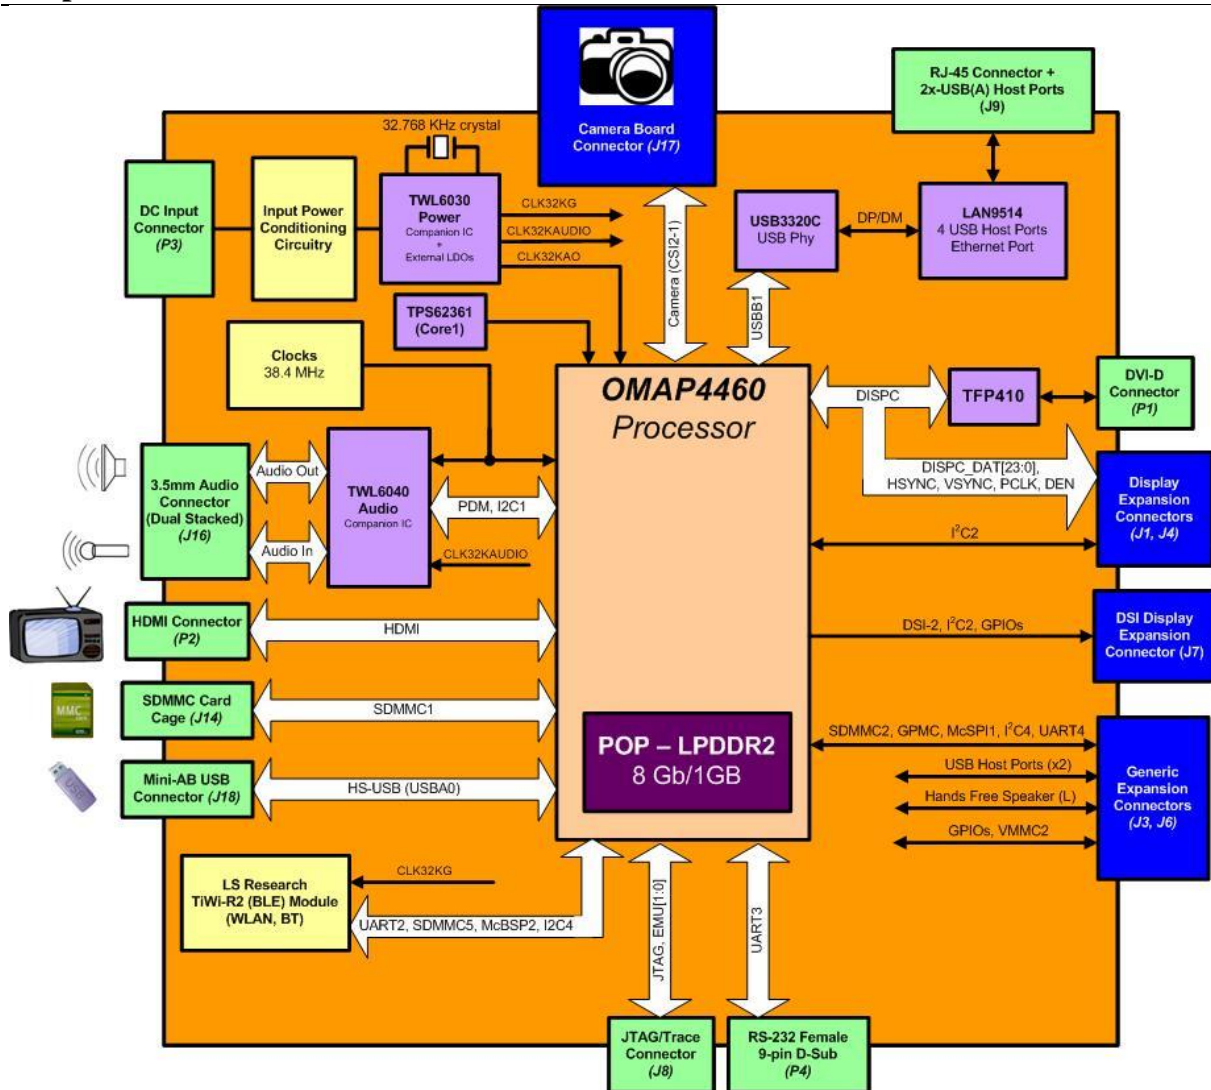 Camera Board
Connector (J17)
RJ-45 Connector +
2x-USB(A) Host Ports
(J9)
32.768 KHz crystal
DC Input
Connector
(P3)
Input Power
Conditioning
Circuitry
TWL6030
Power
Companion IC
+
External LDOs
CLK32KG
CLK32KAUDIO
CLK32KAO
Camera (CSI2-1)
USB3320C
USB Phy
DP/DM
LAN9514
4 USB Host Ports
Ethernet Port
USBB1
TPS62361
(Core1)
Clocks
38.4 MHz
OMAP4460
Processor
DISPC
TFP410
DVI-D
Connector
(P1)
3.5mm Audio
Connector
(Dual Stacked)
(J16)
Audio Out
Audio In
TWL6040
Audio
Companion IC
PDM, I2C1
CLK32KAUDIO
DISPC_DAT[23:0],
HSYNC, VSYNC, PCLK, DEN
Display
Expansion
Connectors
(J1, J4)
I²C2
HDMI Connector
(P2)
HDMI
DSI-2, I²C2, GPIOs
DSI Display
Expansion
Connector (J7)
MMC
SDMMC Card
Cage (J14)
SDMMC1
POP – LPDDR2
8 Gb/1GB
SDMMC2, GPMC, McSPI1, I²C4, UART4
USB Host Ports (x2)
Hands Free Speaker (L)
GPIOs, VMMC2
Generic
Expansion
Connectors
(J3, J6)
USB
Mini-AB USB
Connector (J18)
HS-USB (USBA0)
LS Research
TiWi-R2 (BLE) Module
(WLAN, BT)
CLK32KG
UART2, SDMMC5, McBSP2, I2C4
JTAG, EMU[1:0]
UART3
JTAG/Trace
Connector
(J8)
RS-232 Female
9-pin D-Sub
(P4)